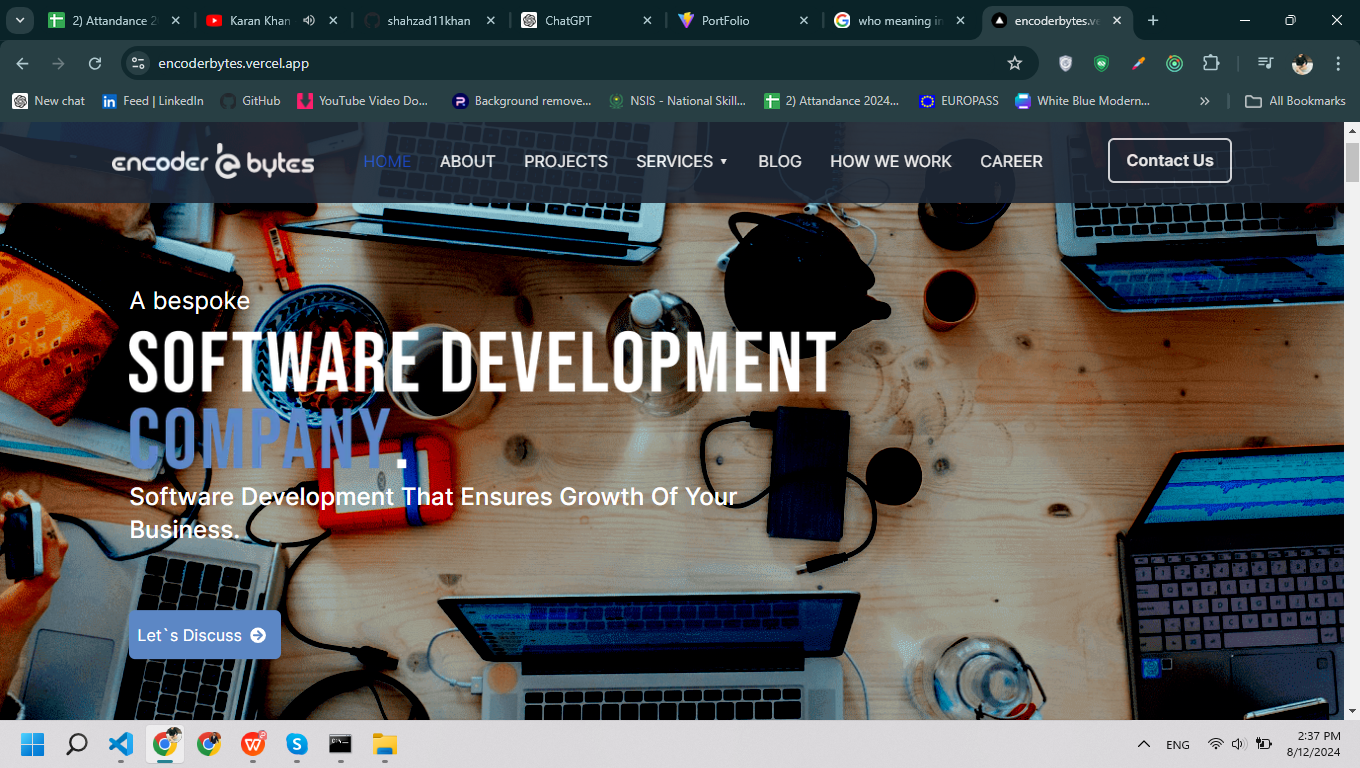 2) Attandance 2
Karan Khan
shahzad11khan
ChatGPT
PortFolio
who meaning in
encoderbytes.ve
encoderbytes.vercel.app
New chat
Feed | LinkedIn
GitHub
YouTube Video Do...
Background remove...
NSIS - National Skill...
2) Attandance 2024...
EUROPASS
White Blue Modern...
All Bookmarks
encoder bytes
HOME
ABOUT
PROJECTS
SERVICES
BLOG
HOW WE WORK
CAREER
Contact Us
A bespoke
SOFTWARE DEVELOPMENT
COMPANY.
Software Development That Ensures Growth Of Your
Business.
Let`s Discuss
ENG
2:37 PM
8/12/2024